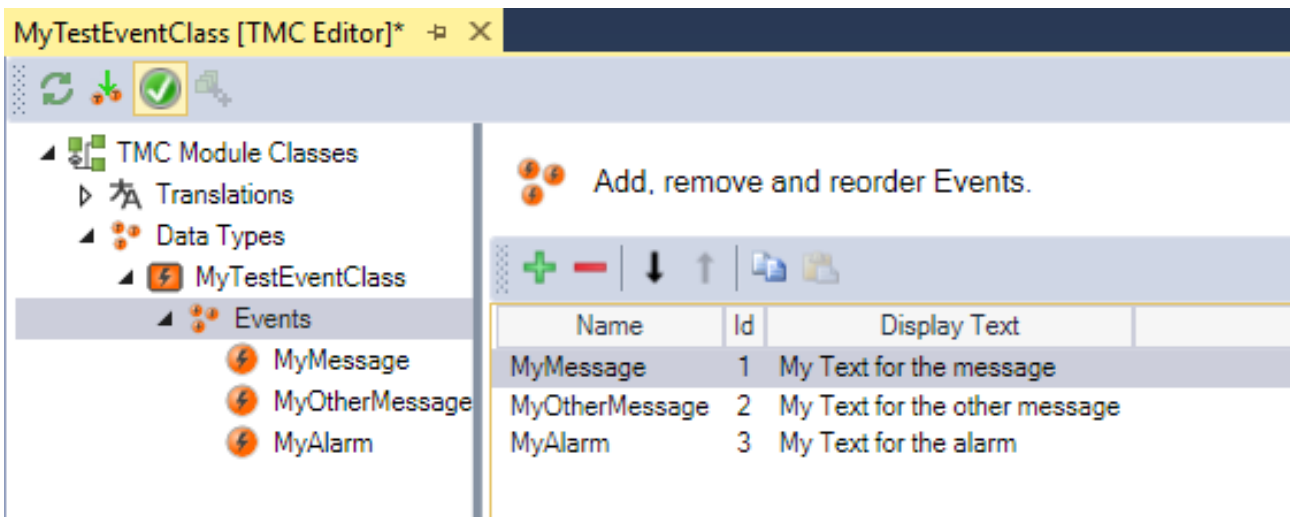 MyTestEventClass [TMC Editor]*
TMC Module Classes
Translations
Data Types
MyTestEventClass
Events
MyMessage
MyOtherMessage
MyAlarm
Add, remove and reorder Events.
Name Id Display Text
MyMessage 1 My Text for the message
MyOtherMessage 2 My Text for the other message
MyAlarm 3 My Text for the alarm